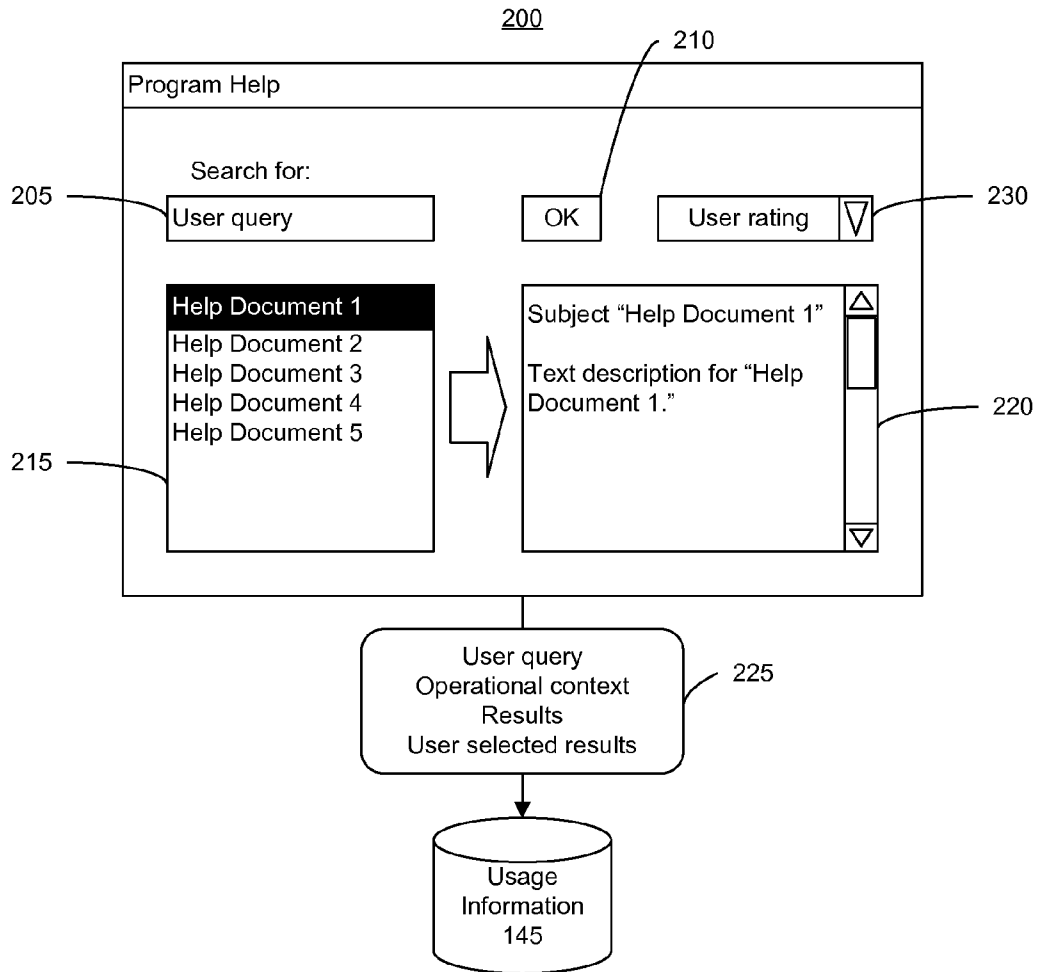 200
210
Program Help
Search for:
205
User query
OK
User rating
230
Help Document 1
Help Document 2
Help Document 3
Help Document 4
Help Document 5
215
Subject “Help Document 1”
Text description for “Help
Document 1.”
220
User query
Operational context
Results
User selected results
225
Usage
Information
145